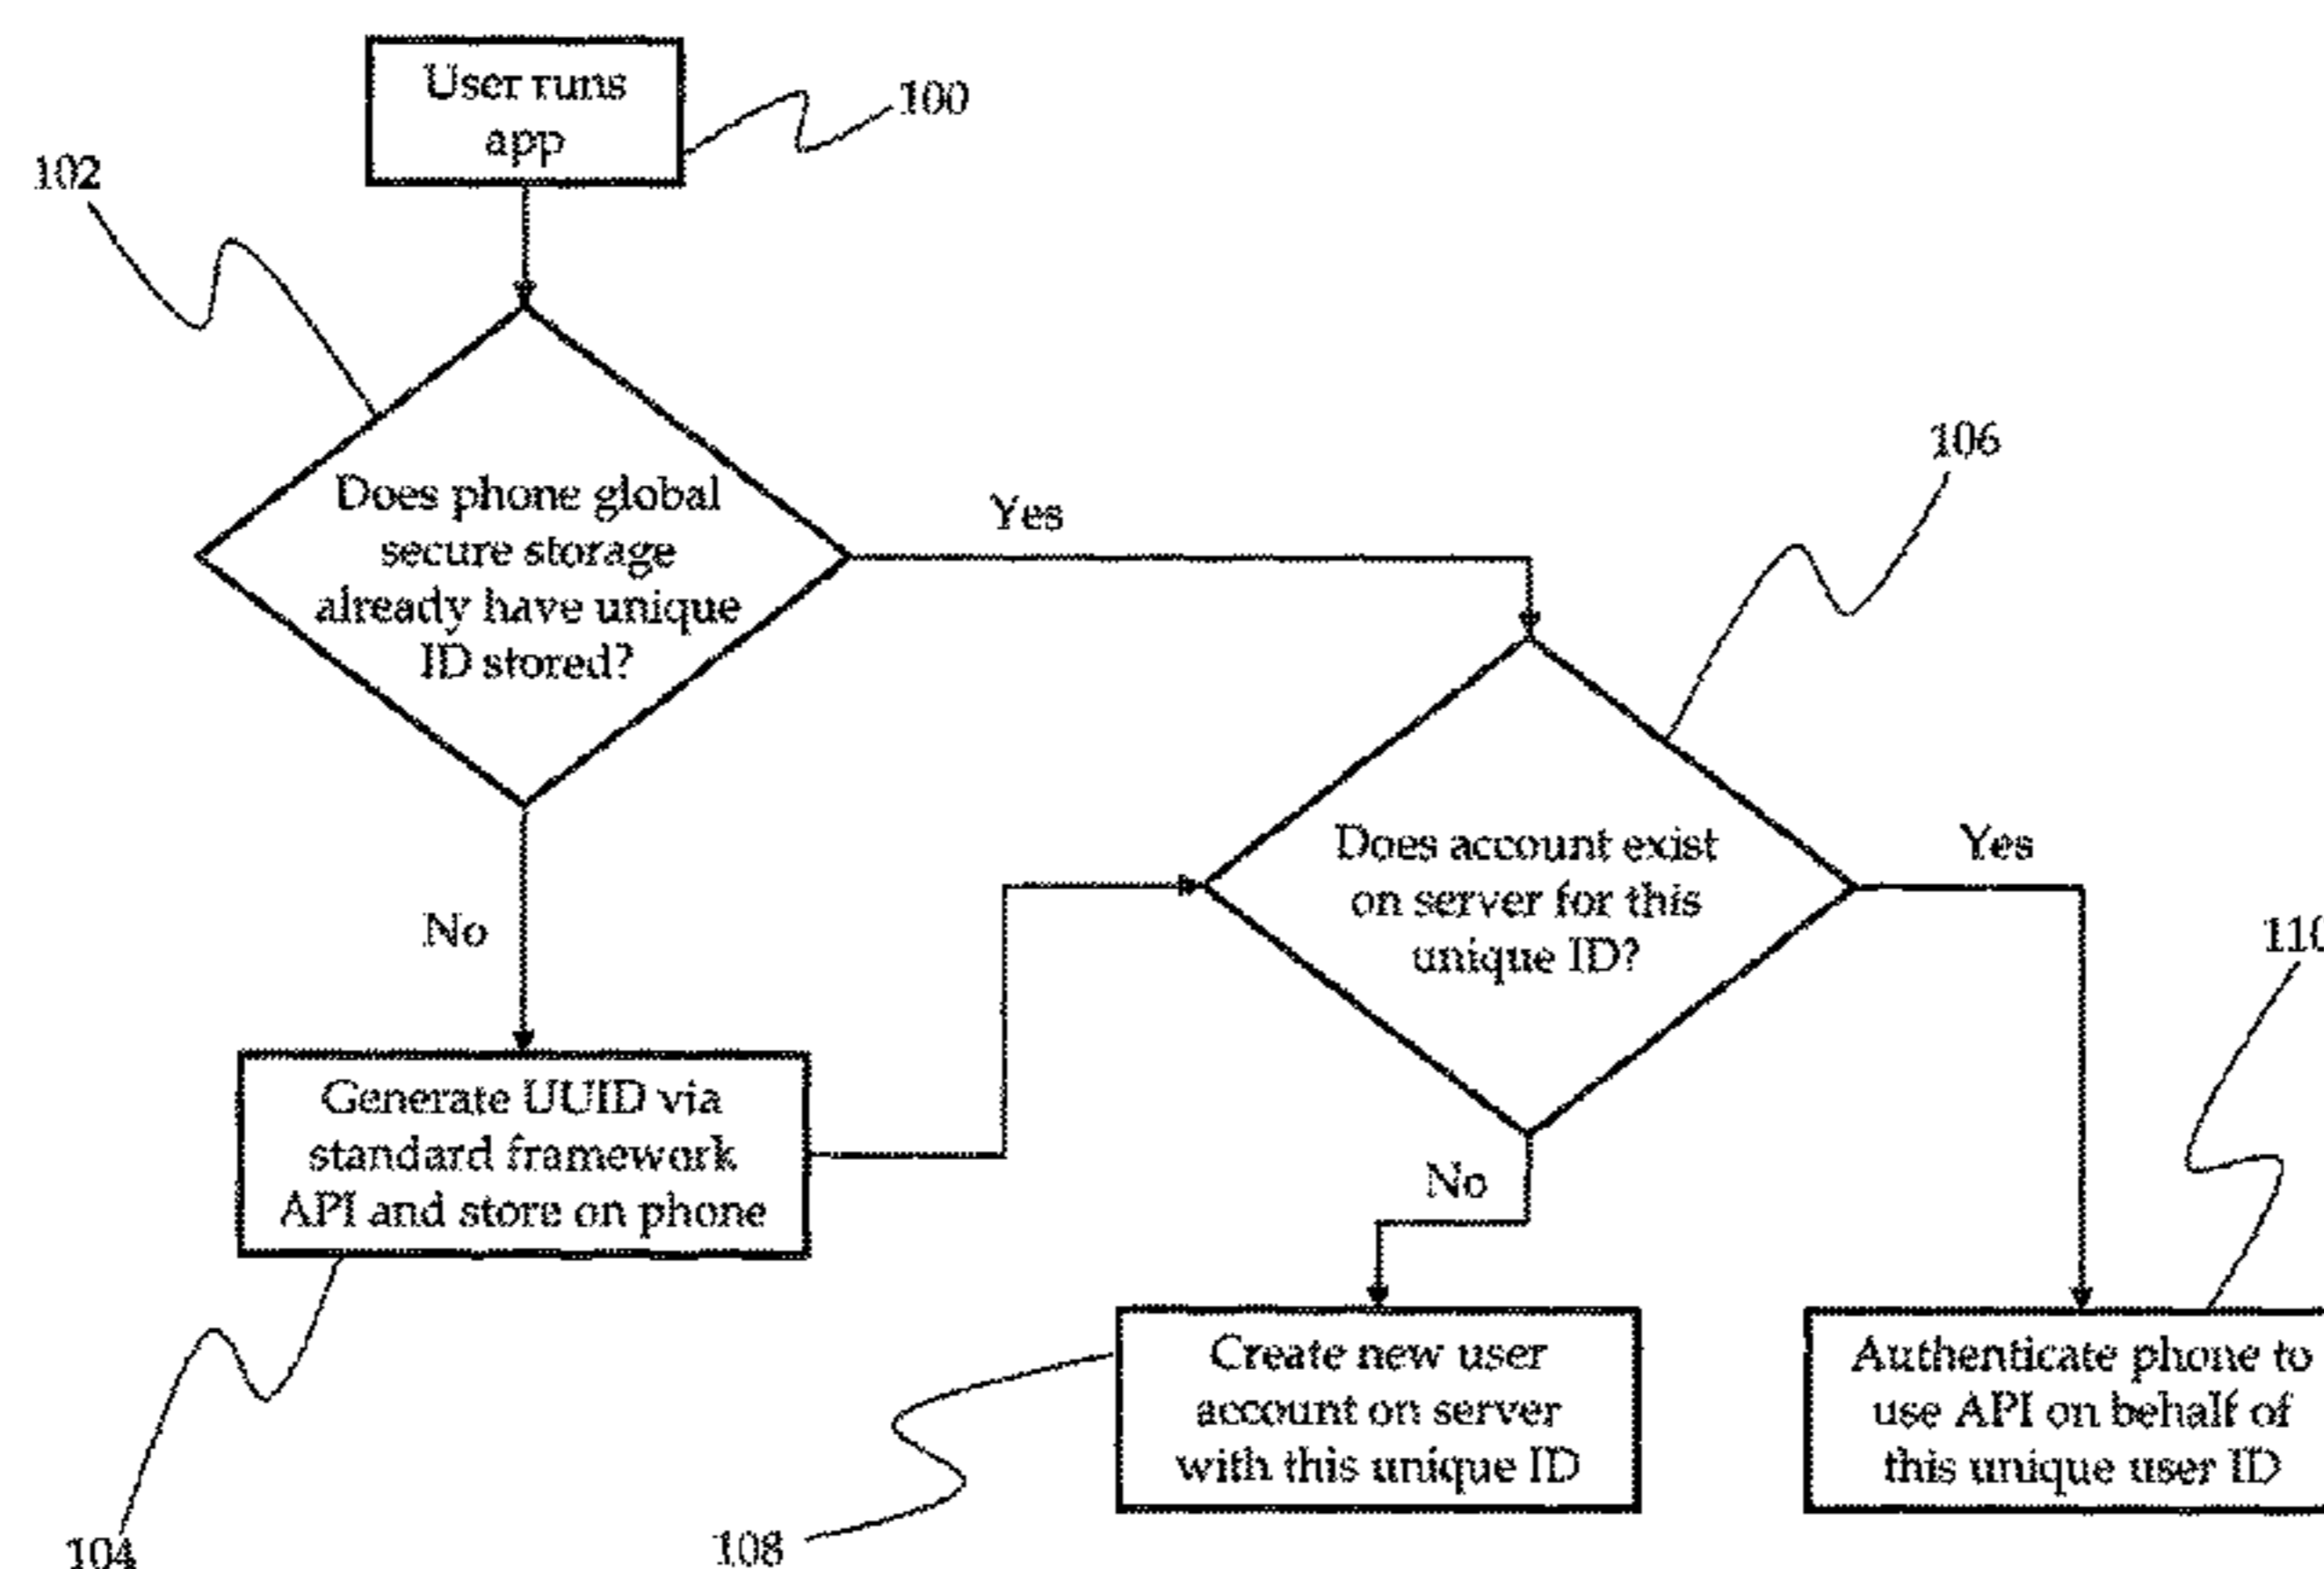 User runs
app
100
102
Does phone global
secure storage
already have unique
ID stored?
Yes
106
Does account exist
on server for this
unique ID?
Yes
No
110
Generate UUID via
standard framework
API and store on phone
No
Create new user
account on server
with this unique ID
Authenticate phone to
use API on behalf of
this unique user ID
104
108